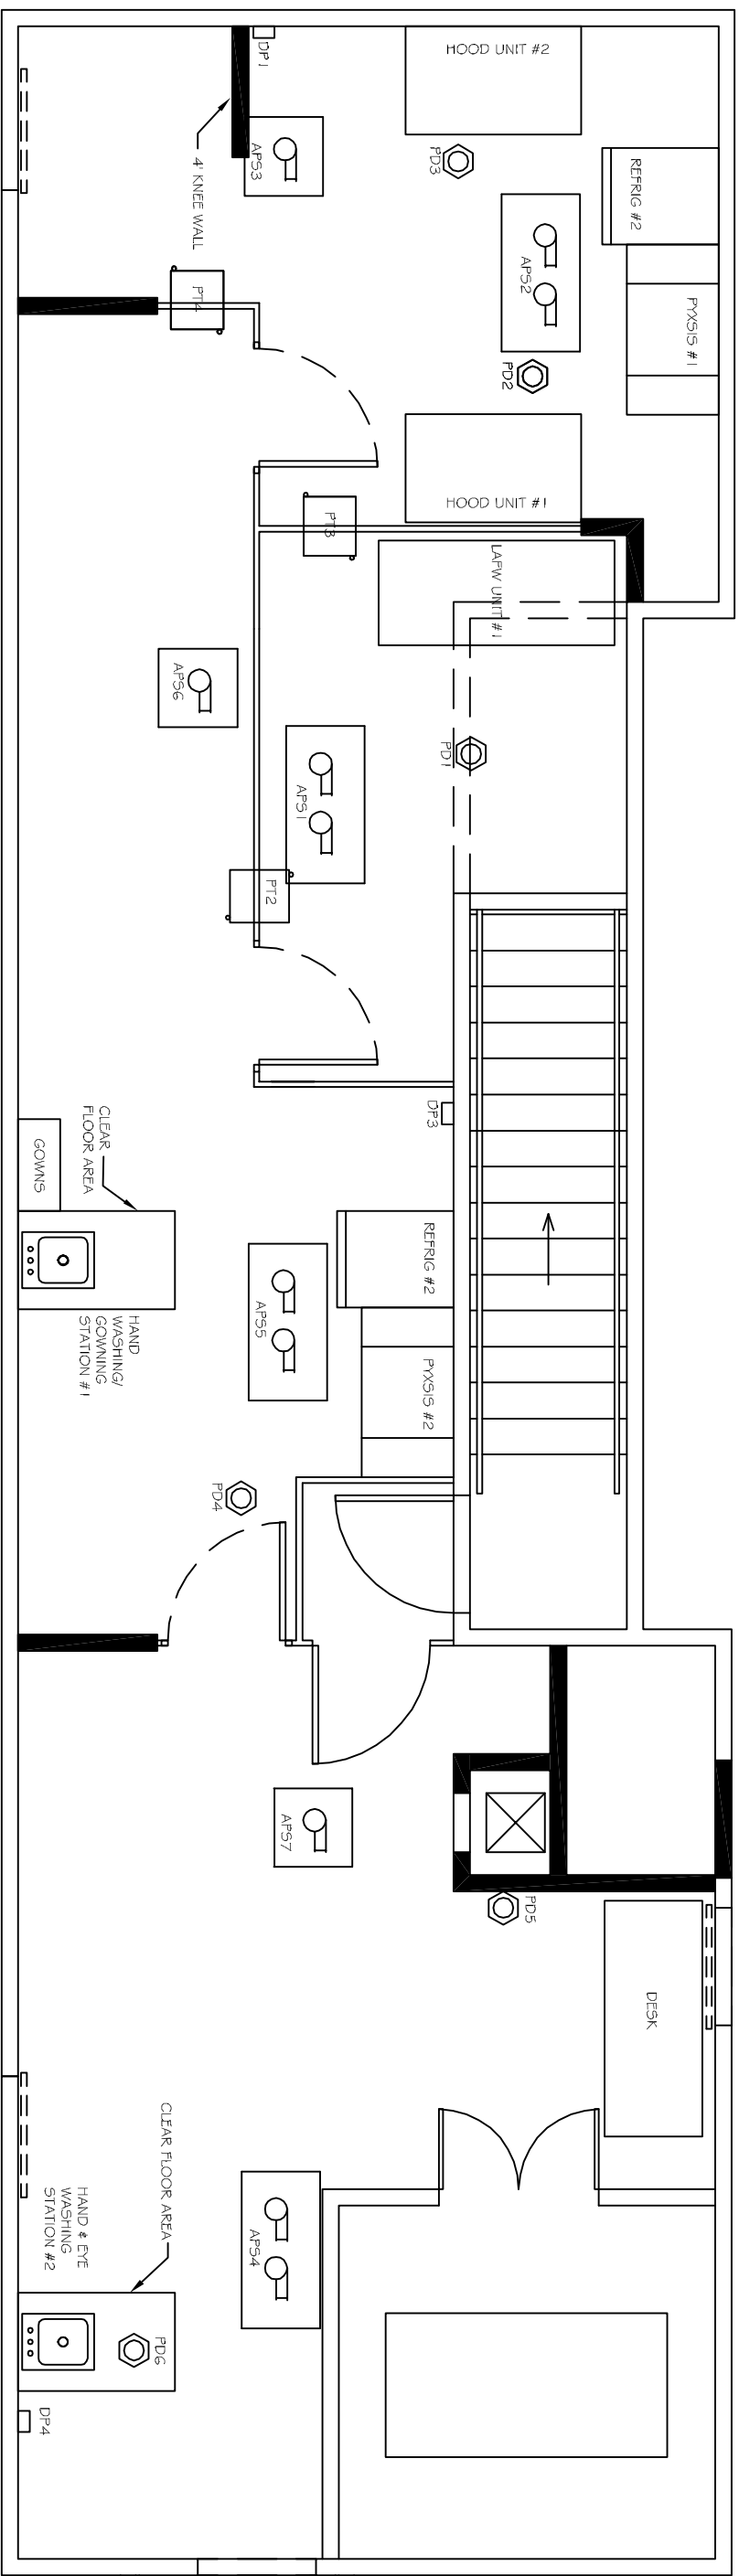 HOOD UNIT #2
DP1
APS3
PD3
REFRIG #2
4' KNEE WALL
APS2
PYXSIS #1
PT4
PD2
HOOD UNIT #1
PT3
LAFW UNIT #1
APS6
PD1
APS1
PT2
CLEAR
FLOOR AREA
DP3
GOWNS
REFRIG #2
APS5
HAND
WASHING/
GOWNING
STATION #1
PYXSIS #2
PD4
APS7
PD5
DESK
CLEAR FLOOR AREA
HAND & EYE
WASHING
STATION #2
APS4
PD6
DP4